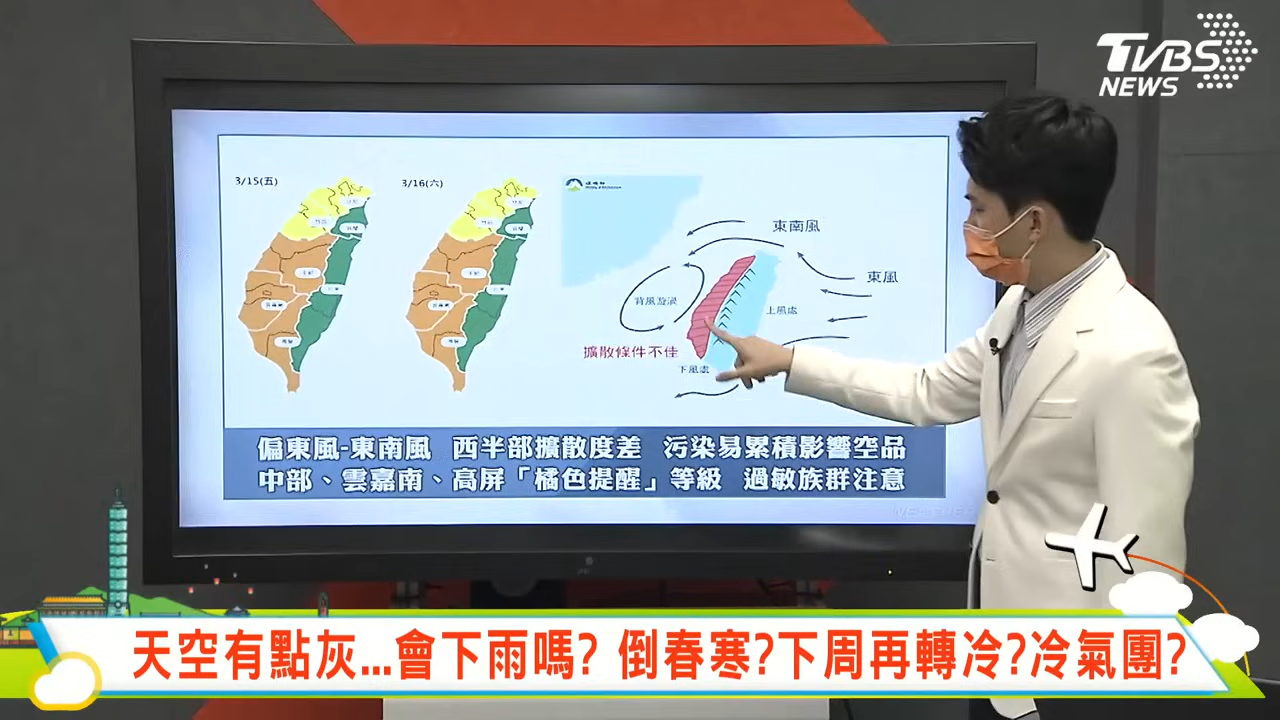 TVBS
NEWS
3/15(五)
3/16(六)
東南風
東風
背風渦流
上風處
擴散條件不佳
下風處
偏東風-東南風 西半部擴散度差 污染易累積影響空品
中部、雲嘉南、高屏「橘色提醒」等級 過敏族群注意
天空有點灰...會下雨嗎? 倒春寒?下周再轉冷?冷氣團?